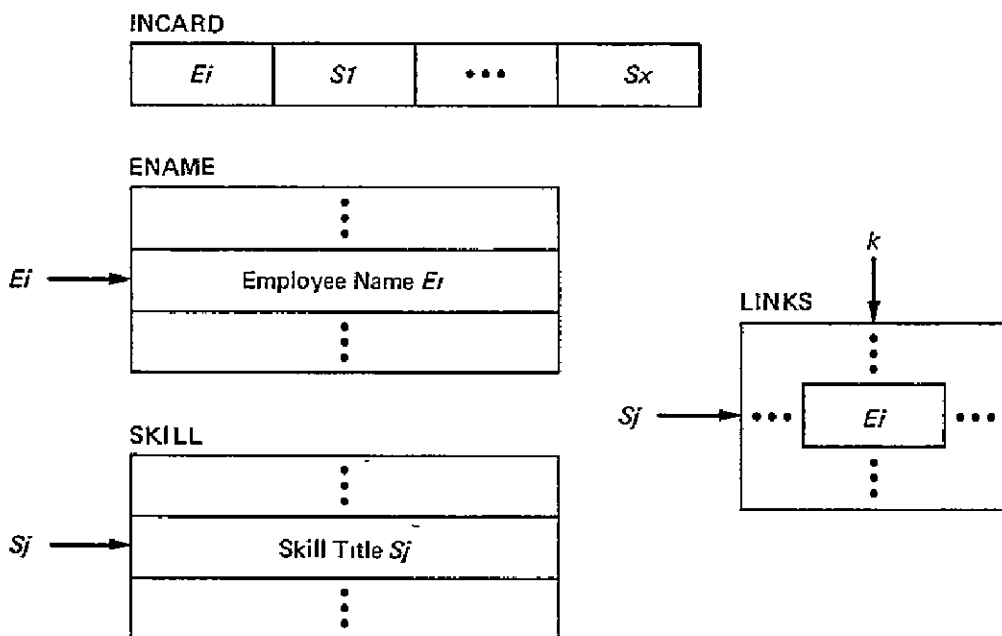 INCARD
Ei S1 ••• Sx
ENAME
Ei Employee Name Ei
k
LINKS
Sj ••• Ei •••
SKILL
Sj Skill Title Sj